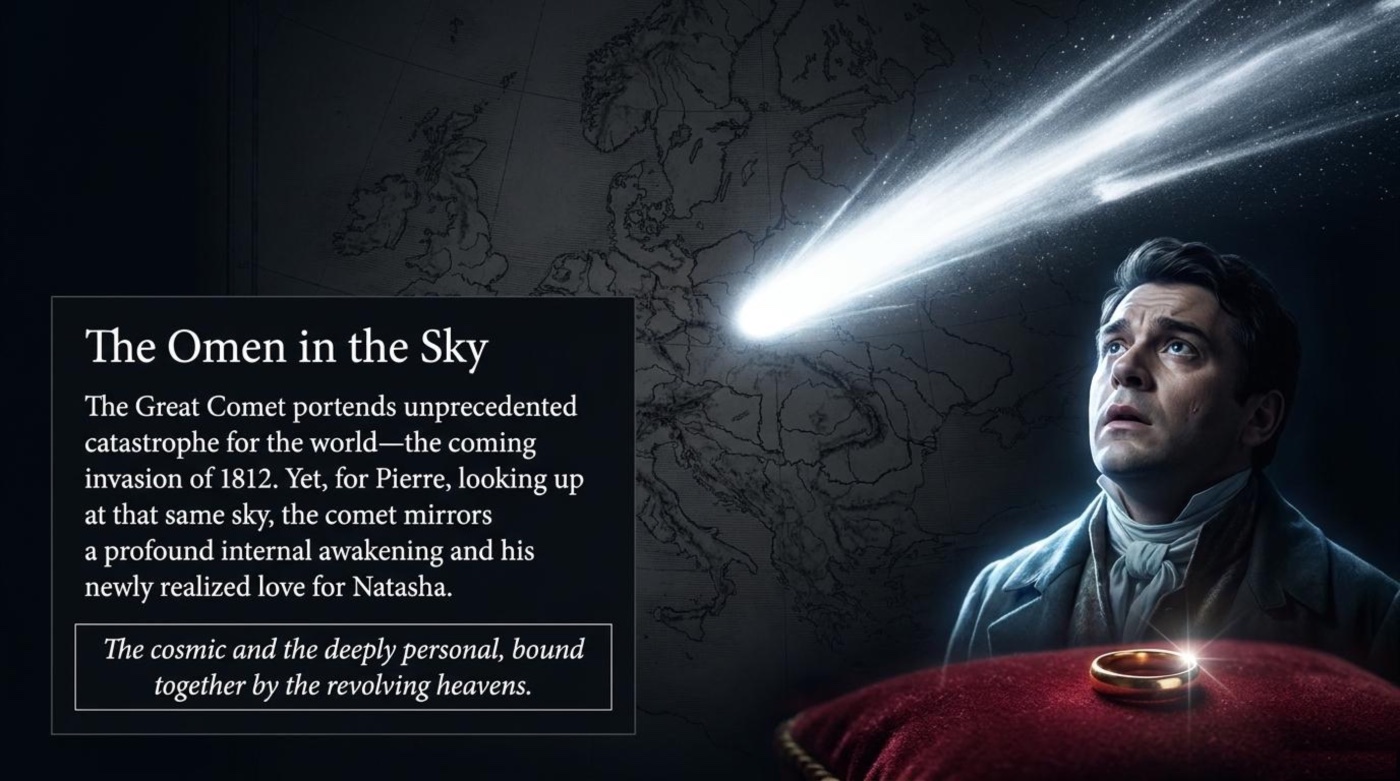 The Omen in the Sky
The Great Comet portends unprecedented
catastrophe for the world—the coming
invasion of 1812. Yet, for Pierre, looking up
at that same sky, the comet mirrors
a profound internal awakening and his
newly realized love for Natasha.
The cosmic and the deeply personal, bound
together by the revolving heavens.